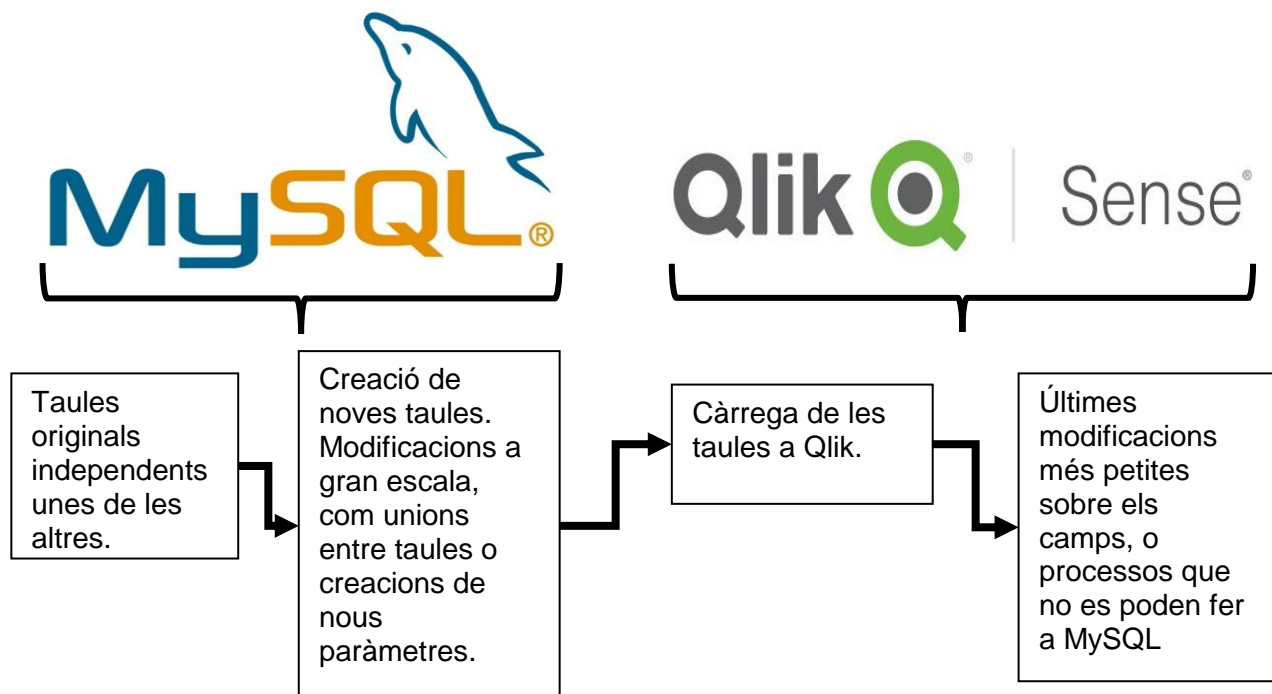 MySQL®
Qlik Q® Sense®
Taules
originals
independents
unes de les
altres.
Creació de
noves taules.
Modificacions a
gran escala,
com unions
entre taules o
creacions de
nous
paràmetres.
Càrrega de les
taules a Qlik.
Últimes
modificacions
més petites
sobre els
camps, o
processos que
no es poden fer
a MySQL